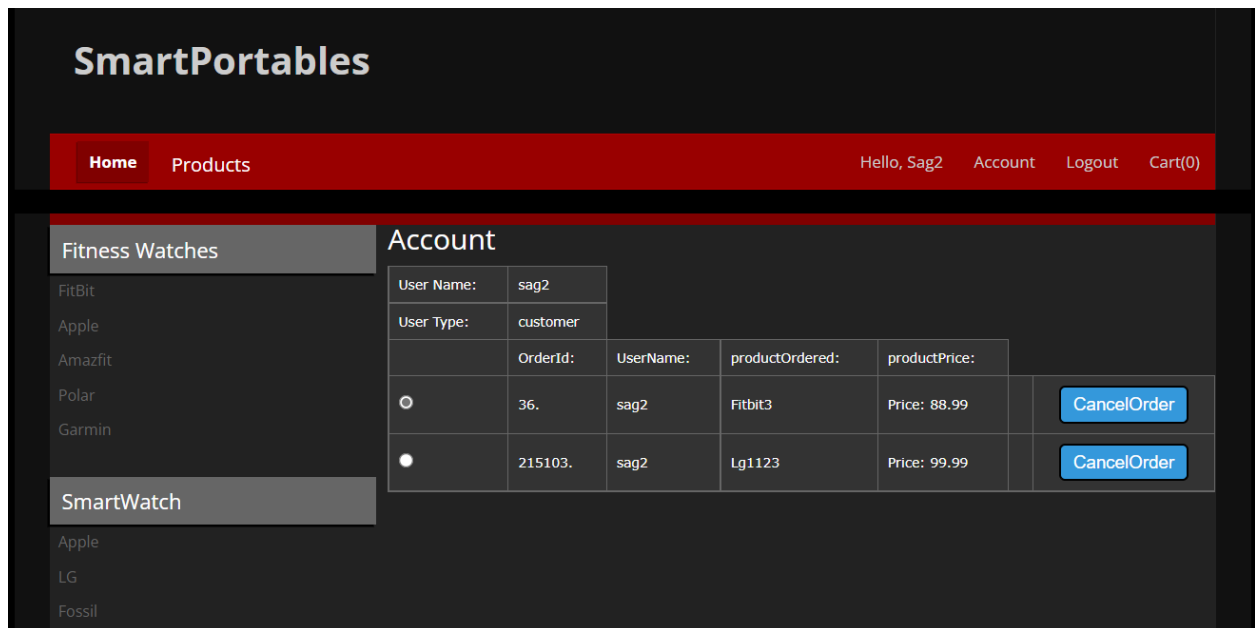 SmartPortables
Home Products Hello, Sag2 Account Logout Cart(0)
Fitness Watches
FitBit
Apple
Amazfit
Polar
Garmin
SmartWatch
Apple
LG
Fossil
Account
User Name: sag2
User Type: customer
OrderId: UserName: productOrdered: productPrice:
36. sag2 Fitbit3 Price: 88.99 CancelOrder
215103. sag2 Lg1123 Price: 99.99 CancelOrder